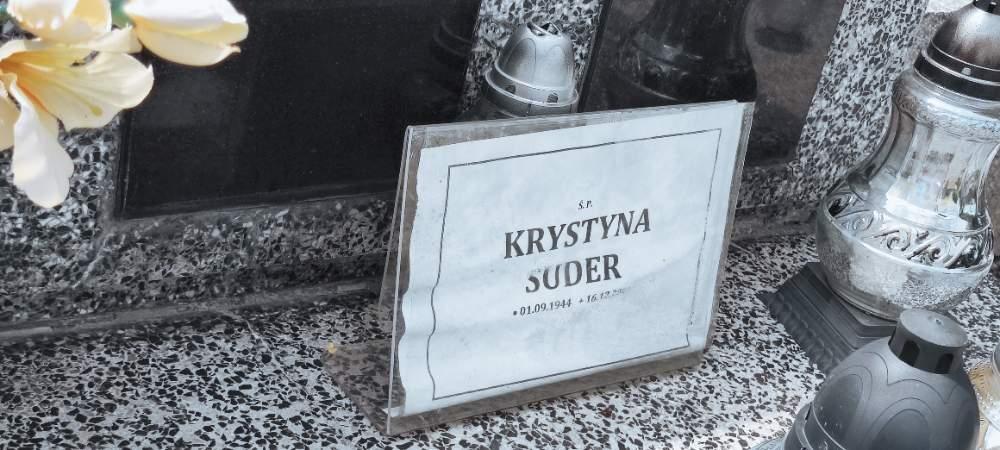 Ś.P.
KRYSTYNA
SUDER
• 01.09.1944 + 16.12.